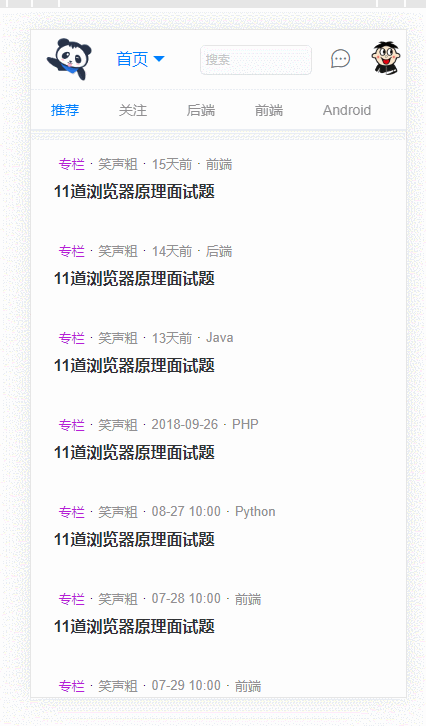 首页 搜索
推荐 关注 后端 前端 Android
专栏 · 笑声粗 · 15天前 · 前端
11道浏览器原理面试题
专栏 · 笑声粗 · 14天前 · 后端
11道浏览器原理面试题
专栏 · 笑声粗 · 13天前 · Java
11道浏览器原理面试题
专栏 · 笑声粗 · 2018-09-26 · PHP
11道浏览器原理面试题
专栏 · 笑声粗 · 08-27 10:00 · Python
11道浏览器原理面试题
专栏 · 笑声粗 · 07-28 10:00 · 前端
11道浏览器原理面试题
专栏 · 笑声粗 · 07-29 10:00 · 前端